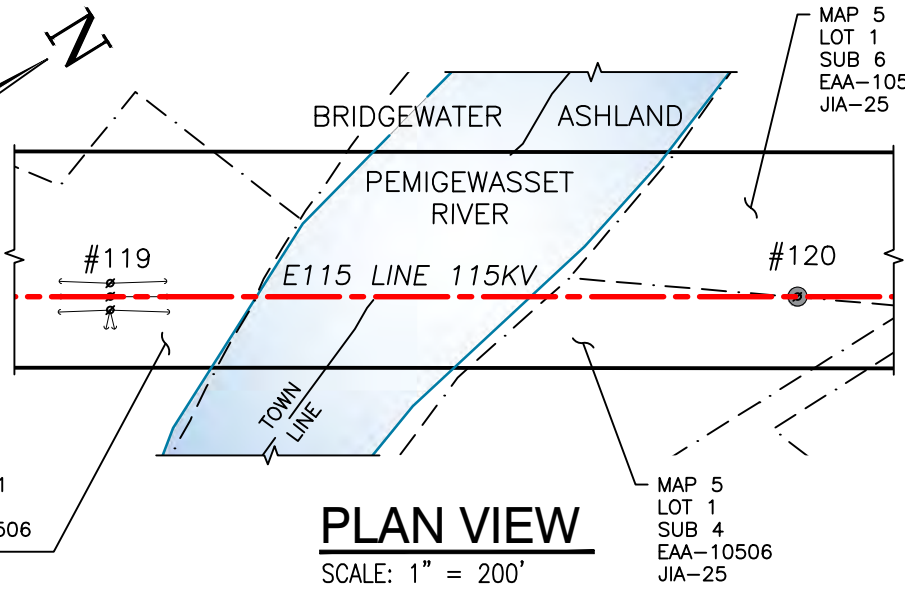 N
MAP 5
LOT 1
SUB 6
EAA-105
JIA-25
BRIDGEWATER
ASHLAND
PEMIGEWASSET
RIVER
#119
#120
E115 LINE 115KV
TOWN
LINE
1
506
MAP 5
LOT 1
SUB 4
EAA-10506
JIA-25
PLAN VIEW
SCALE: 1" = 200'